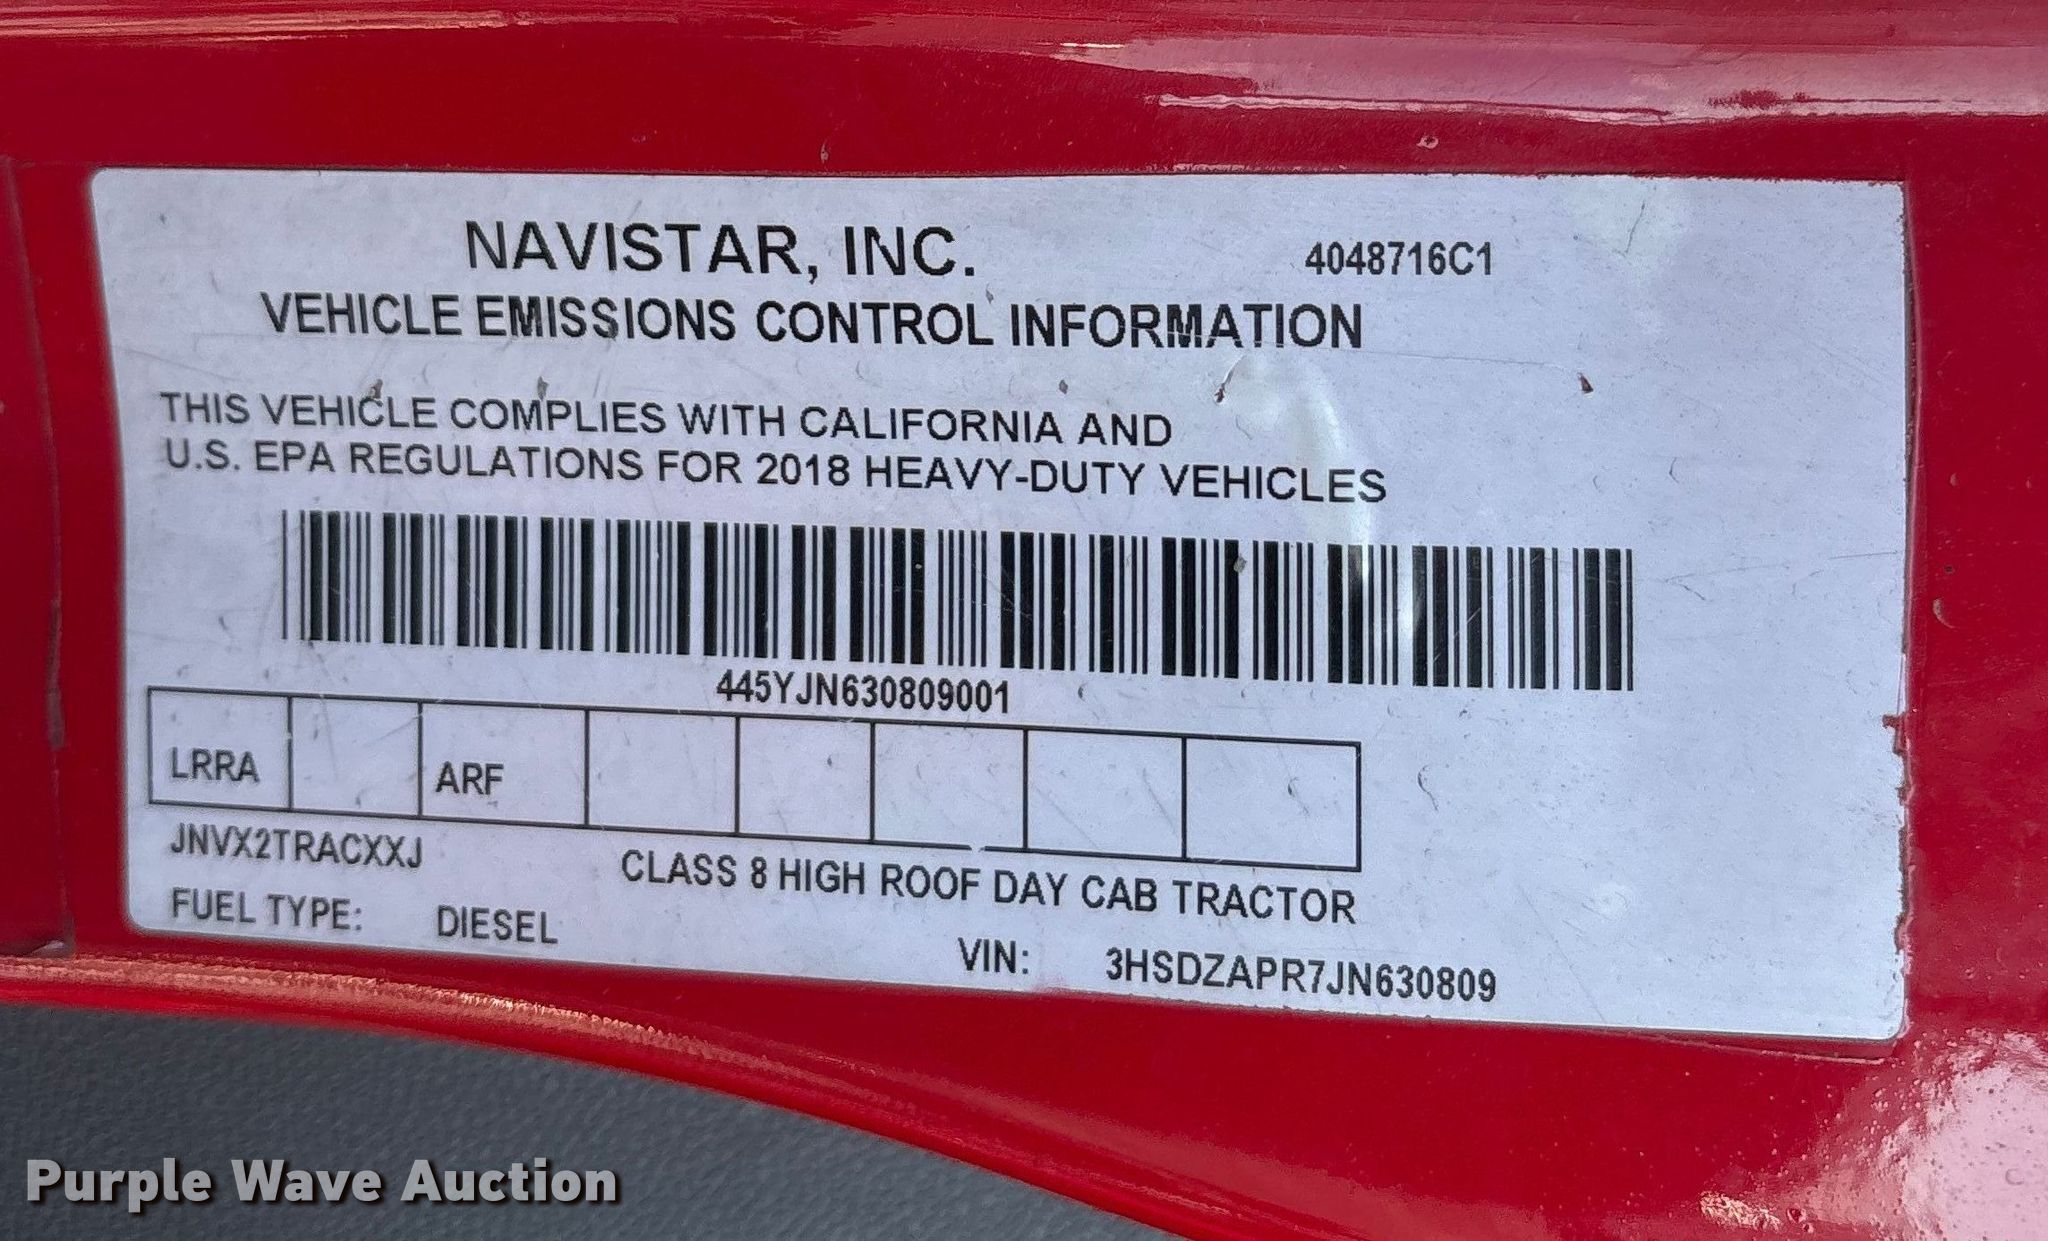 NAVISTAR, INC.
4048716C1
VEHICLE EMISSIONS CONTROL INFORMATION
THIS VEHICLE COMPLIES WITH CALIFORNIA AND
U.S. EPA REGULATIONS FOR 2018 HEAVY-DUTY VEHICLES
445YJN630809001
LRRA ARF
JNVX2TRACXXJ
CLASS 8 HIGH ROOF DAY CAB TRACTOR
FUEL TYPE: DIESEL
VIN: 3HSDZAPR7JN630809
Purple Wave Auction